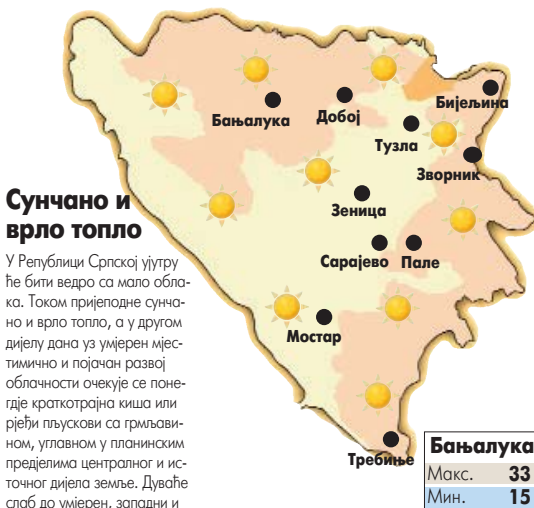 Бањалука
Добој
Бијељина
Тузла
Зворник
Зеница
Сарајево
Пале
Мостар
Требиње
Сунчано и
врло топло
У Републици Српској ујутру
ће бити ведро са мало обла-
ка. Током пријеподне сунча-
но и врло топло, а у другом
дијелу дана уз умјерен мјес-
тимично и појачан развој
облачности очекује се поне-
гдје краткотрајна киша или
рјеђи пљускови са грмљави-
ном, углавном у планинским
предјелима централног и ис-
точног дијела земље. Дуваће
слаб до умјерен, западни и
Бањалука
Макс. 33
Мин. 15